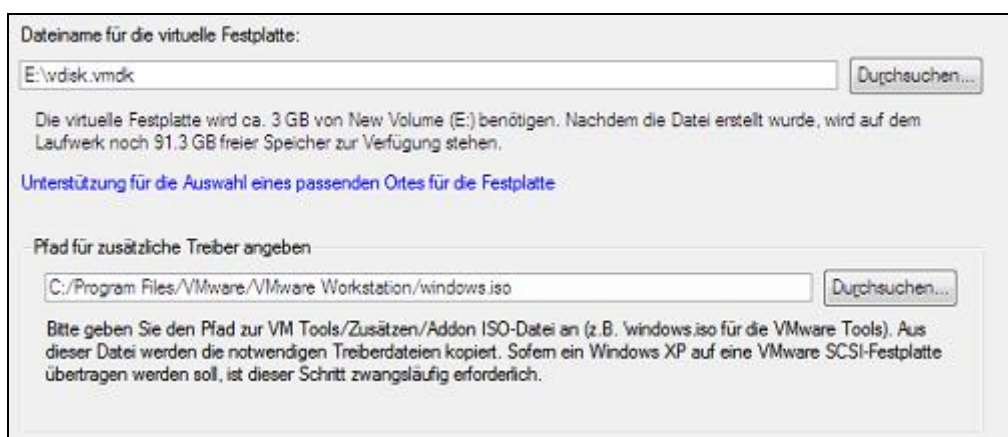 Dateiname für die virtuelle Festplatte:
E:\vdisk.vmdk
Durchsuchen...
Die virtuelle Festplatte wird ca. 3 GB von New Volume (E:) benötigen. Nachdem die Datei erstellt wurde, wird auf dem
Laufwerk noch 91.3 GB freier Speicher zur Verfügung stehen.
Unterstützung für die Auswahl eines passenden Ortes für die Festplatte
Pfad für zusätzliche Treiber angeben
C:/Program Files/VMware/VMware Workstation/windows.iso
Durchsuchen...
Bitte geben Sie den Pfad zur VM Tools/Zusätzen/Addon ISO-Datei an (z.B. 'windows.iso für die VMware Tools). Aus
dieser Datei werden die notwendigen Treiberdateien kopiert. Sofern ein Windows XP auf eine VMware SCSI-Festplatte
übertragen werden soll, ist dieser Schritt zwangsläufig erforderlich.